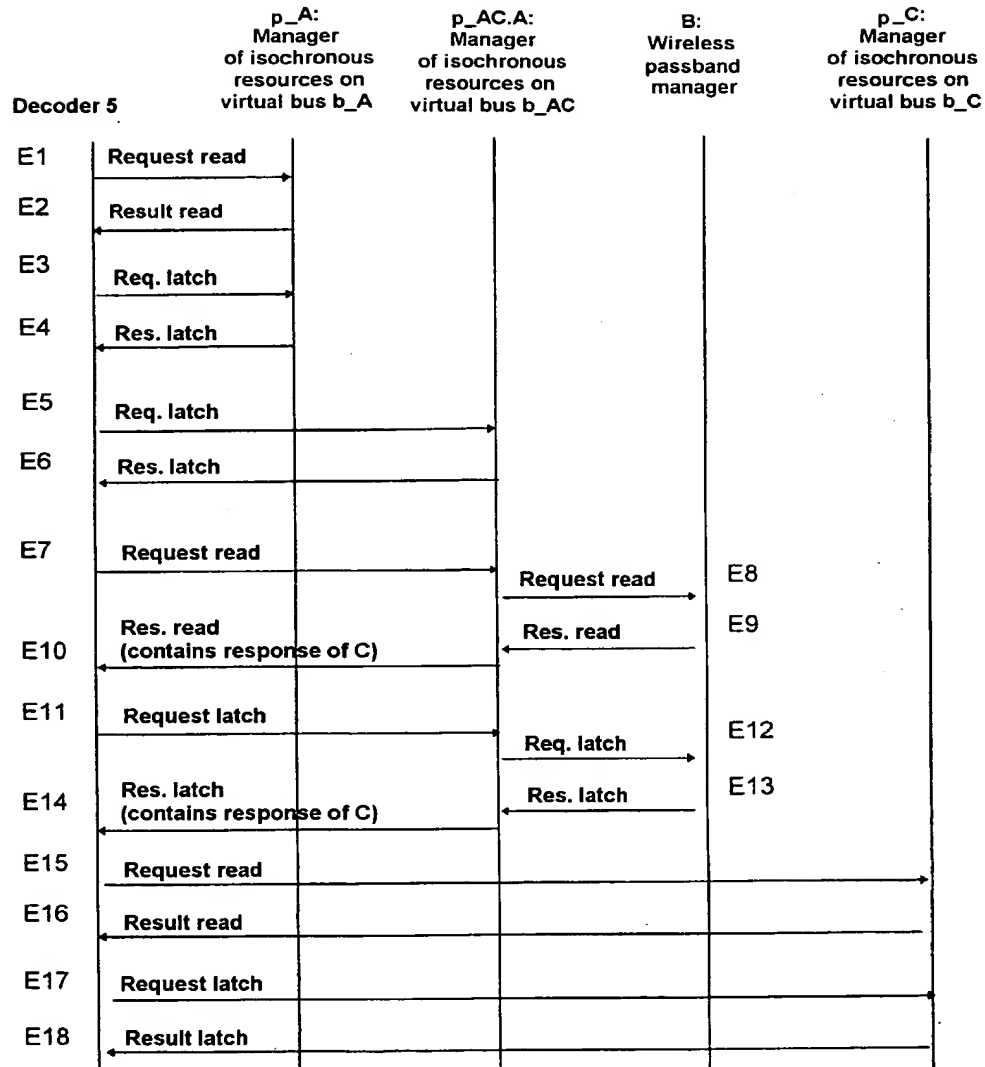 p_A:
Manager
of isochronous
resources on
virtual bus b_A
p_AC.A:
Manager
of isochronous
resources on
virtual bus b_AC
B:
Wireless
passband
manager
p_C:
Manager
of isochronous
resources on
virtual bus b_C
Decoder 5
E1 Request read
E2 Result read
E3 Req. latch
E4 Res. latch
E5 Req. latch
E6 Res. latch
E7 Request read
Request read E8
Res. read E9
Res. read
E10 (contains response of C)
E11 Request latch
Req. latch E12
Res. latch E13
Res. latch
E14 (contains response of C)
E15 Request read
E16 Result read
E17 Request latch
E18 Result latch